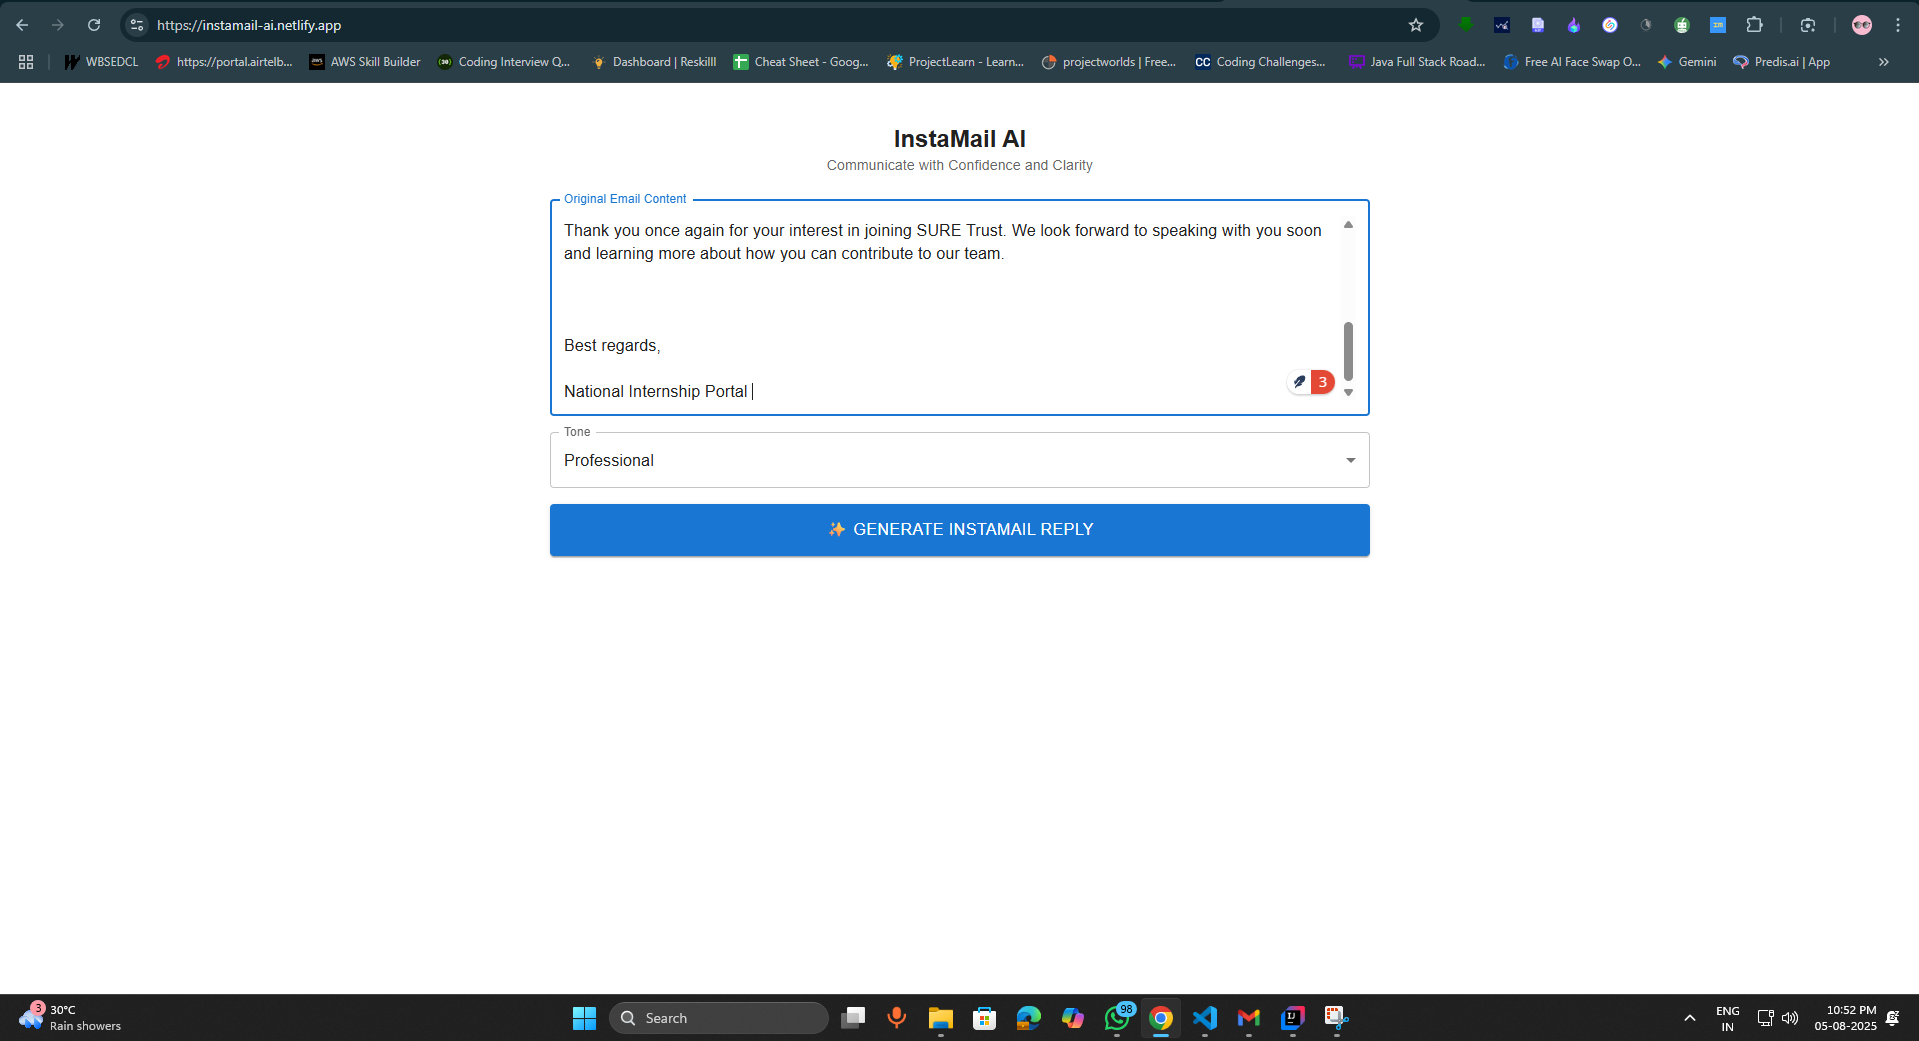 https://instamail-ai.netlify.app
WBSEDCL
https://portal.airtelb...
AWS Skill Builder
Coding Interview Q...
Dashboard | Reskilll
Cheat Sheet - Goog...
ProjectLearn - Learn...
projectworlds | Free...
CC Coding Challenges...
Java Full Stack Road...
Free AI Face Swap O...
Gemini
Predis.ai | App
InstaMail AI
Communicate with Confidence and Clarity
Original Email Content
Thank you once again for your interest in joining SURE Trust. We look forward to speaking with you soon
and learning more about how you can contribute to our team.
Best regards,
National Internship Portal
3
Tone
Professional
✨ GENERATE INSTAMAIL REPLY
3
30°C
Rain showers
Search
98
ENG
IN
10:52 PM
05-08-2025